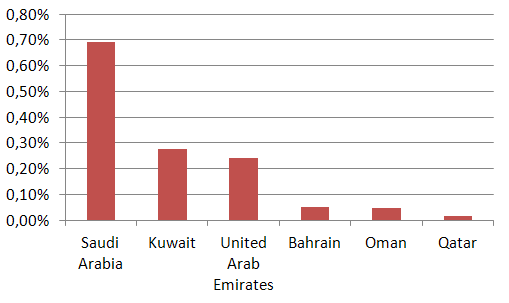 0,80%
0,70%
0,60%
0,50%
0,40%
0,30%
0,20%
0,10%
0,00%
Saudi
Arabia
Kuwait
United
Arab
Emirates
Bahrain
Oman
Qatar